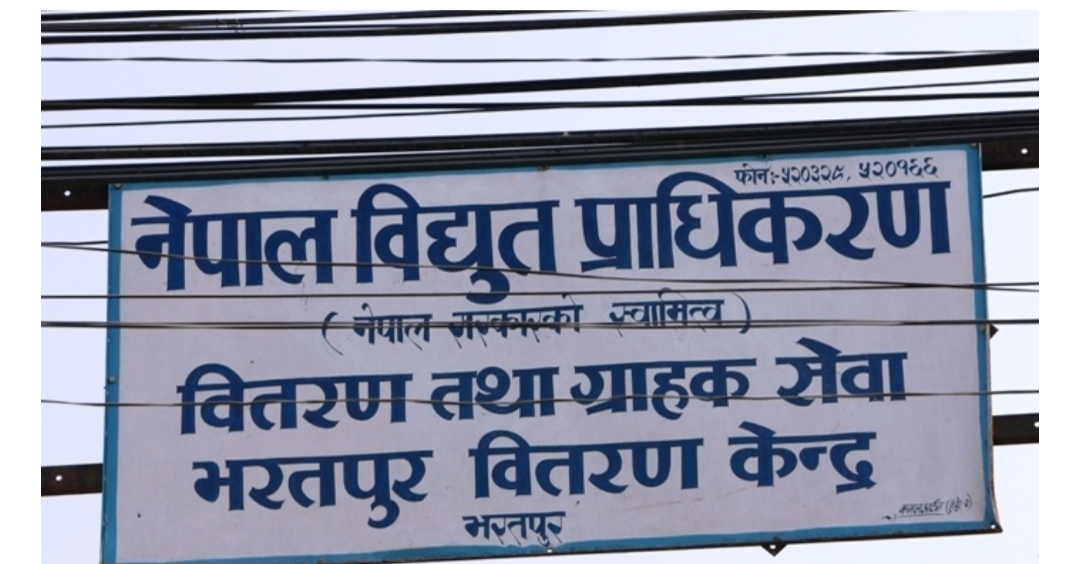 फोन:-५२०३२८, ५२०१६६
नेपाल विद्युत प्राधिकरण
( नेपाल सरकारको स्वामित्व )
वितरण तथा ग्राहक सेवा
भरतपुर वितरण केन्द्र
भरतपुर